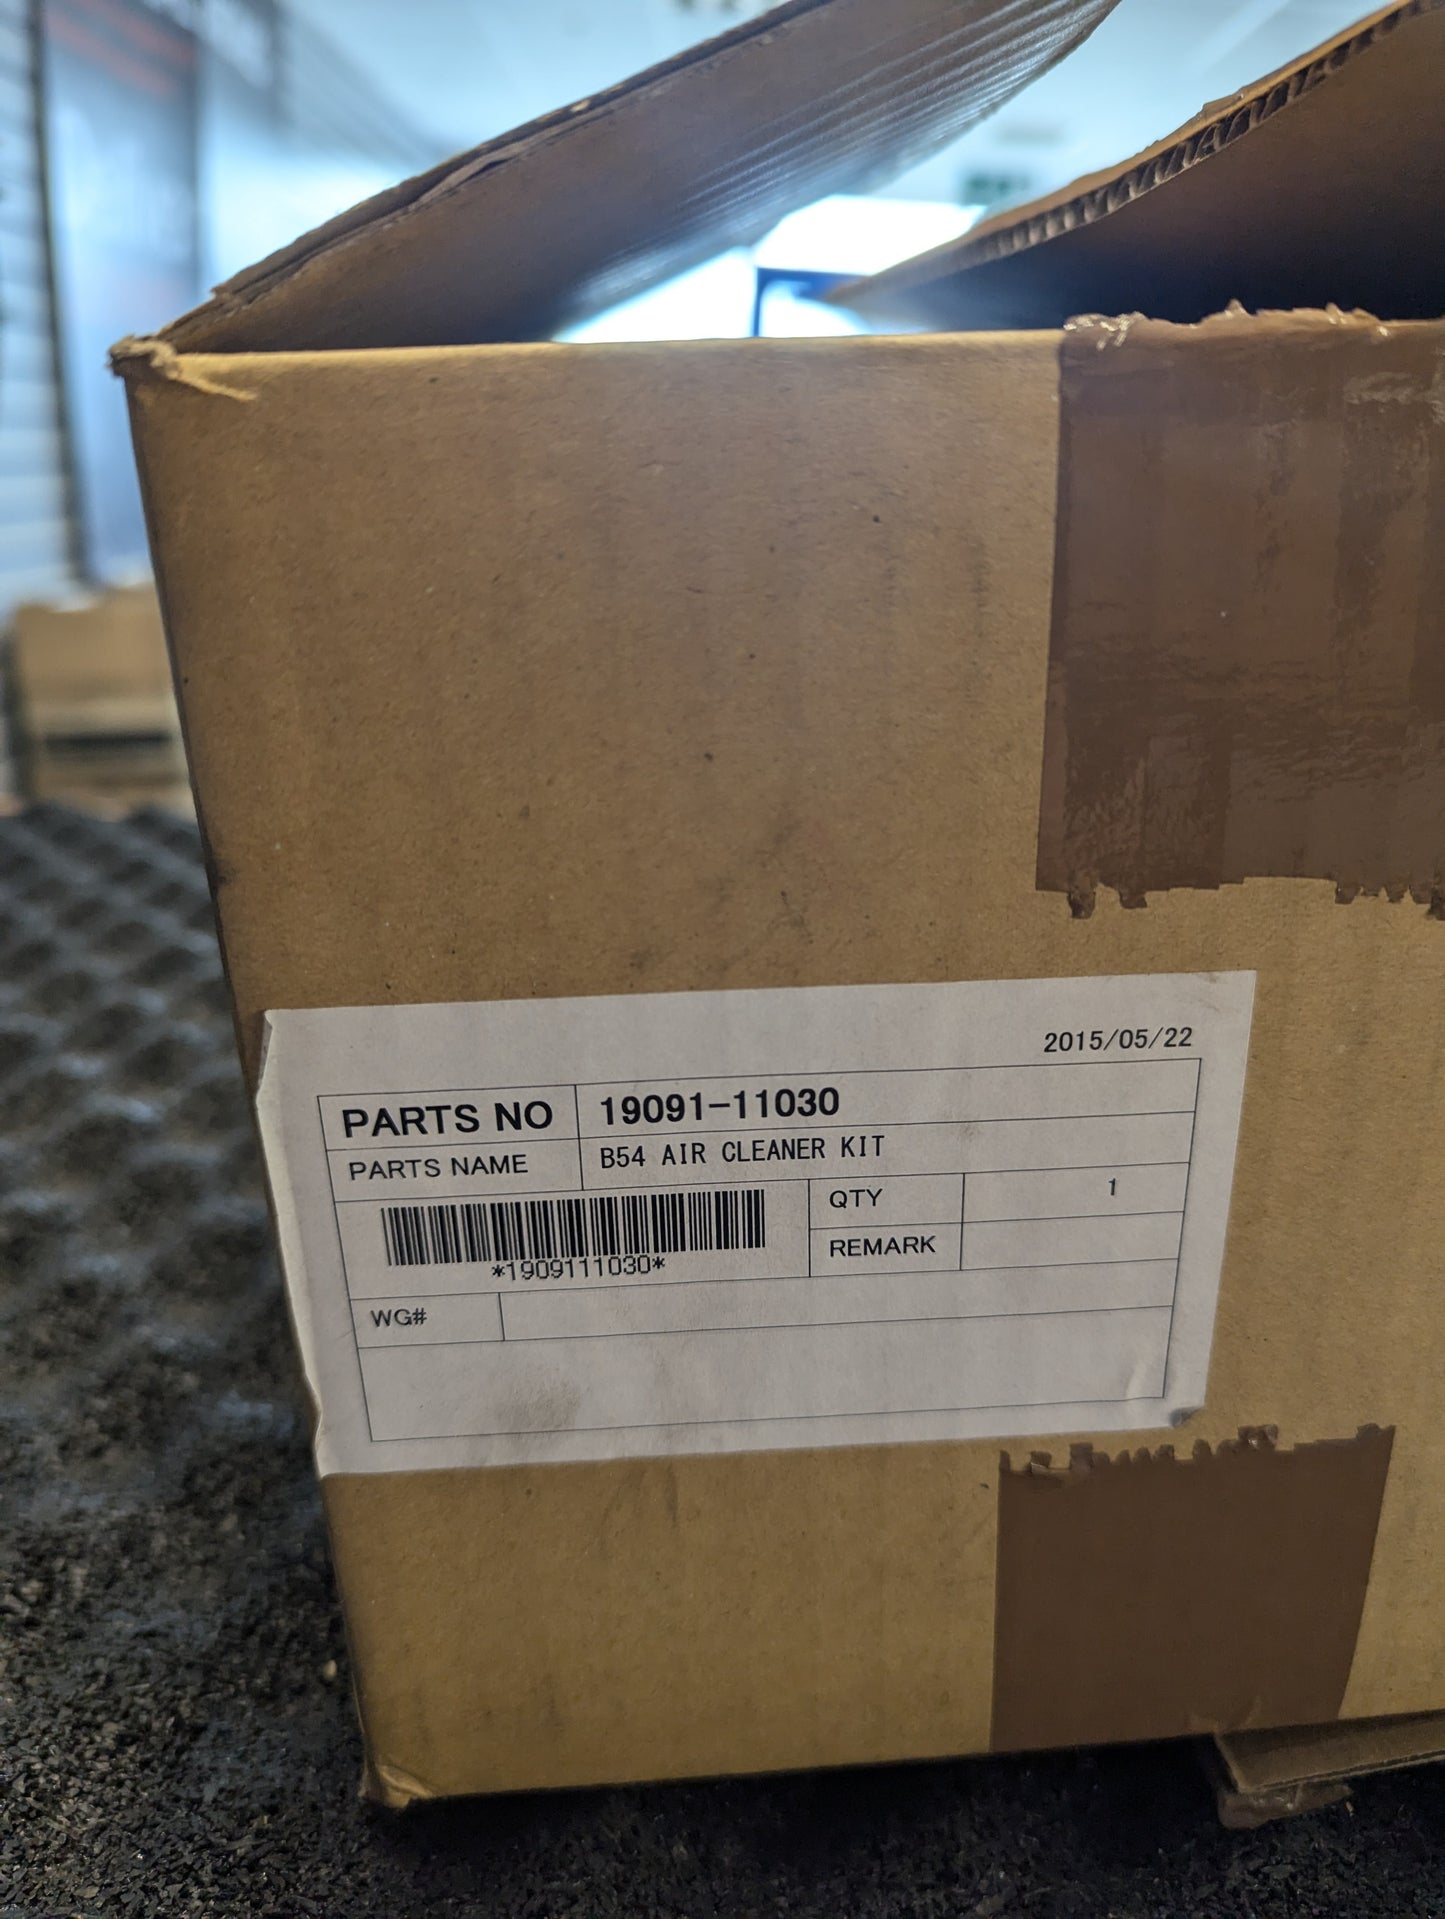 2015/05/22
PARTS NO 19091-11030
PARTS NAME B54 AIR CLEANER KIT
QTY 1
*1909111030*
REMARK
WG#